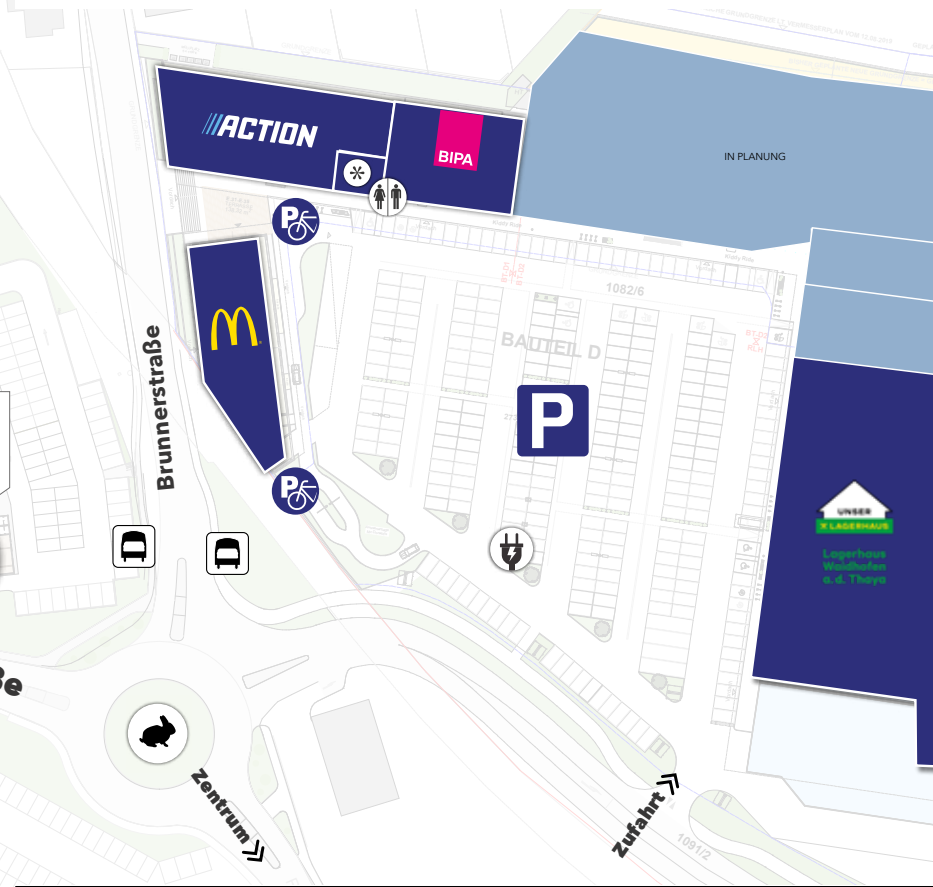 ACTION
BIPA
IN PLANUNG
P
1082/6
BAUTEIL D
P
Brunnerstraße
P
UNSER
LAGERHAUS
Lagerhaus
Waidhofen
a. d. Thaya
ße
Zentrum
Zufahrt
1091/2